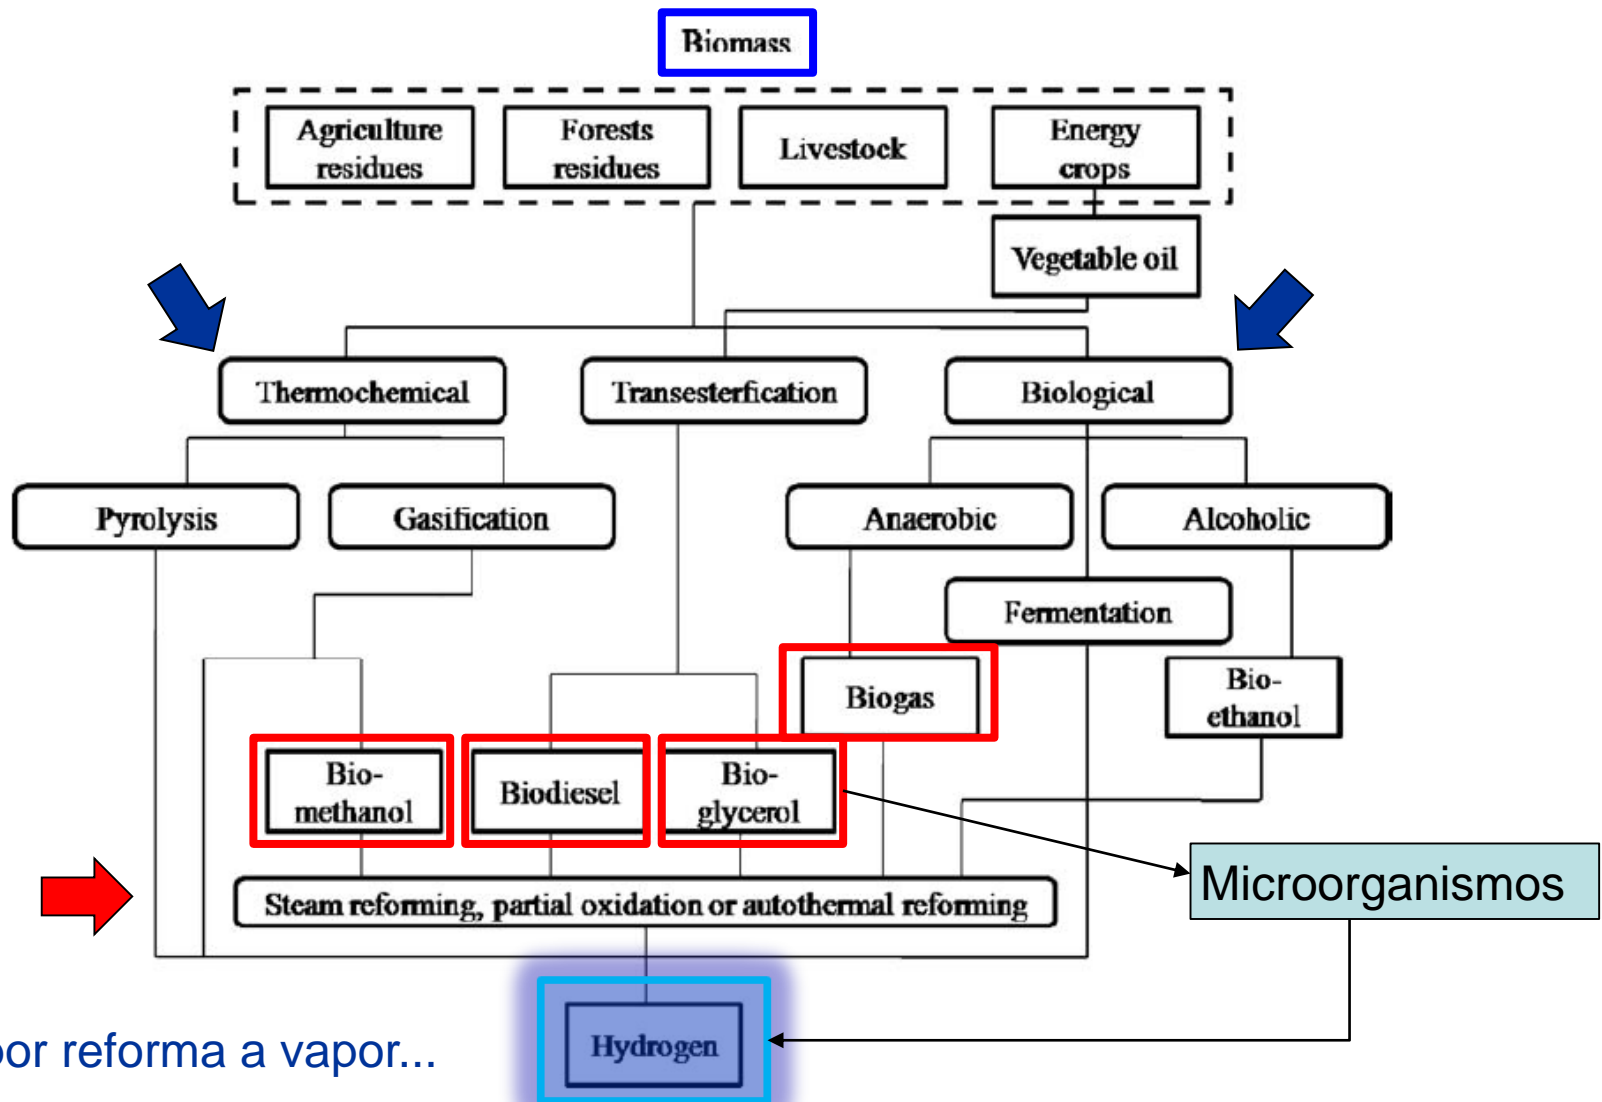 Biomass
Agriculture
residues
Forests
residues
Livestock
Energy
crops
Vegetable oil
Thermochemical
Transesterfication
Biological
Pyrolysis
Gasification
Anaerobic
Alcoholic
Fermentation
Biogas
Bio-
ethanol
Bio-
methanol
Biodiesel
Bio-
glycerol
Microorganismos
Steam reforming, partial oxidation or autothermal reforming
Hydrogen
por reforma a vapor...